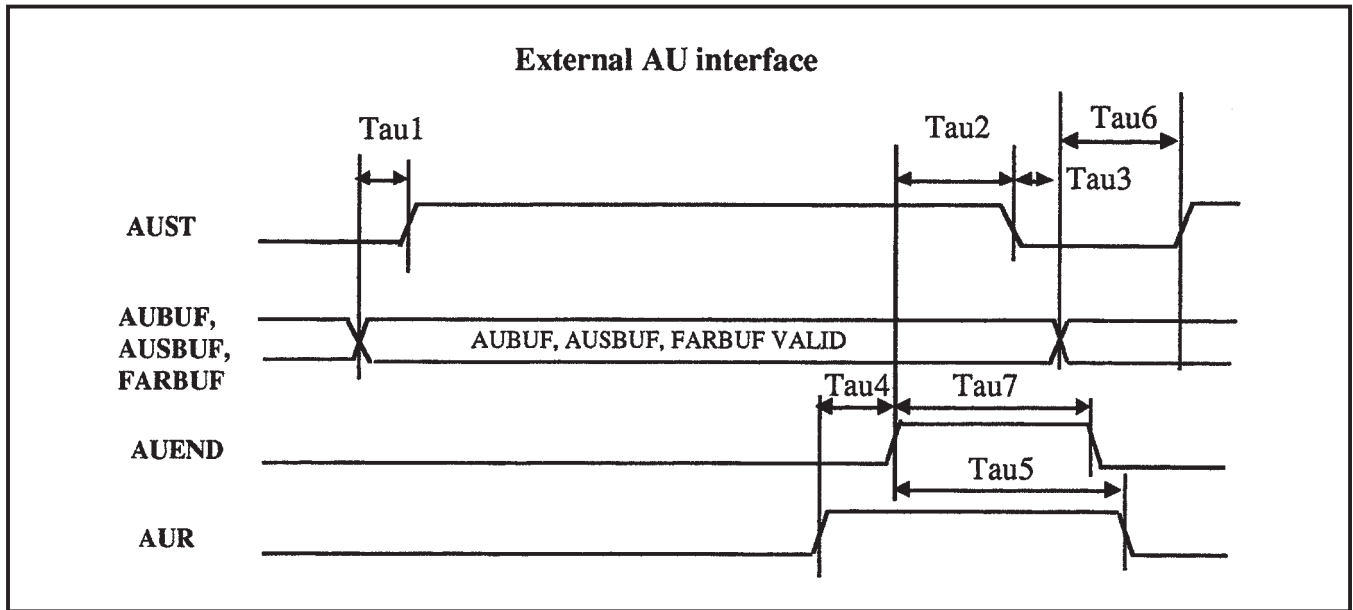 External AU interface
Tau1
Tau2
Tau6
Tau3
AUST
AUBUF,
AUSBUF,
FARBUF
AUBUF, AUSBUF, FARBUF VALID
Tau4
Tau7
AUEND
Tau5
AUR